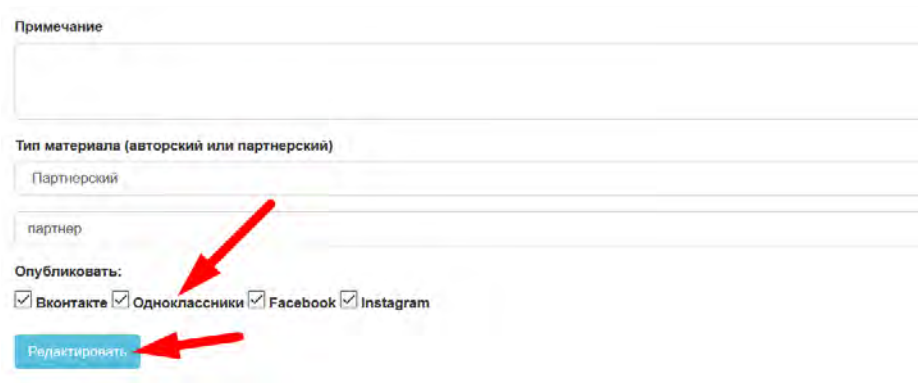 Примечание
Тип материала (авторский или партнерский)
Партнерский
партнер
Опубликовать:
Вконтакте Одноклассники Facebook Instagram
Редактировать